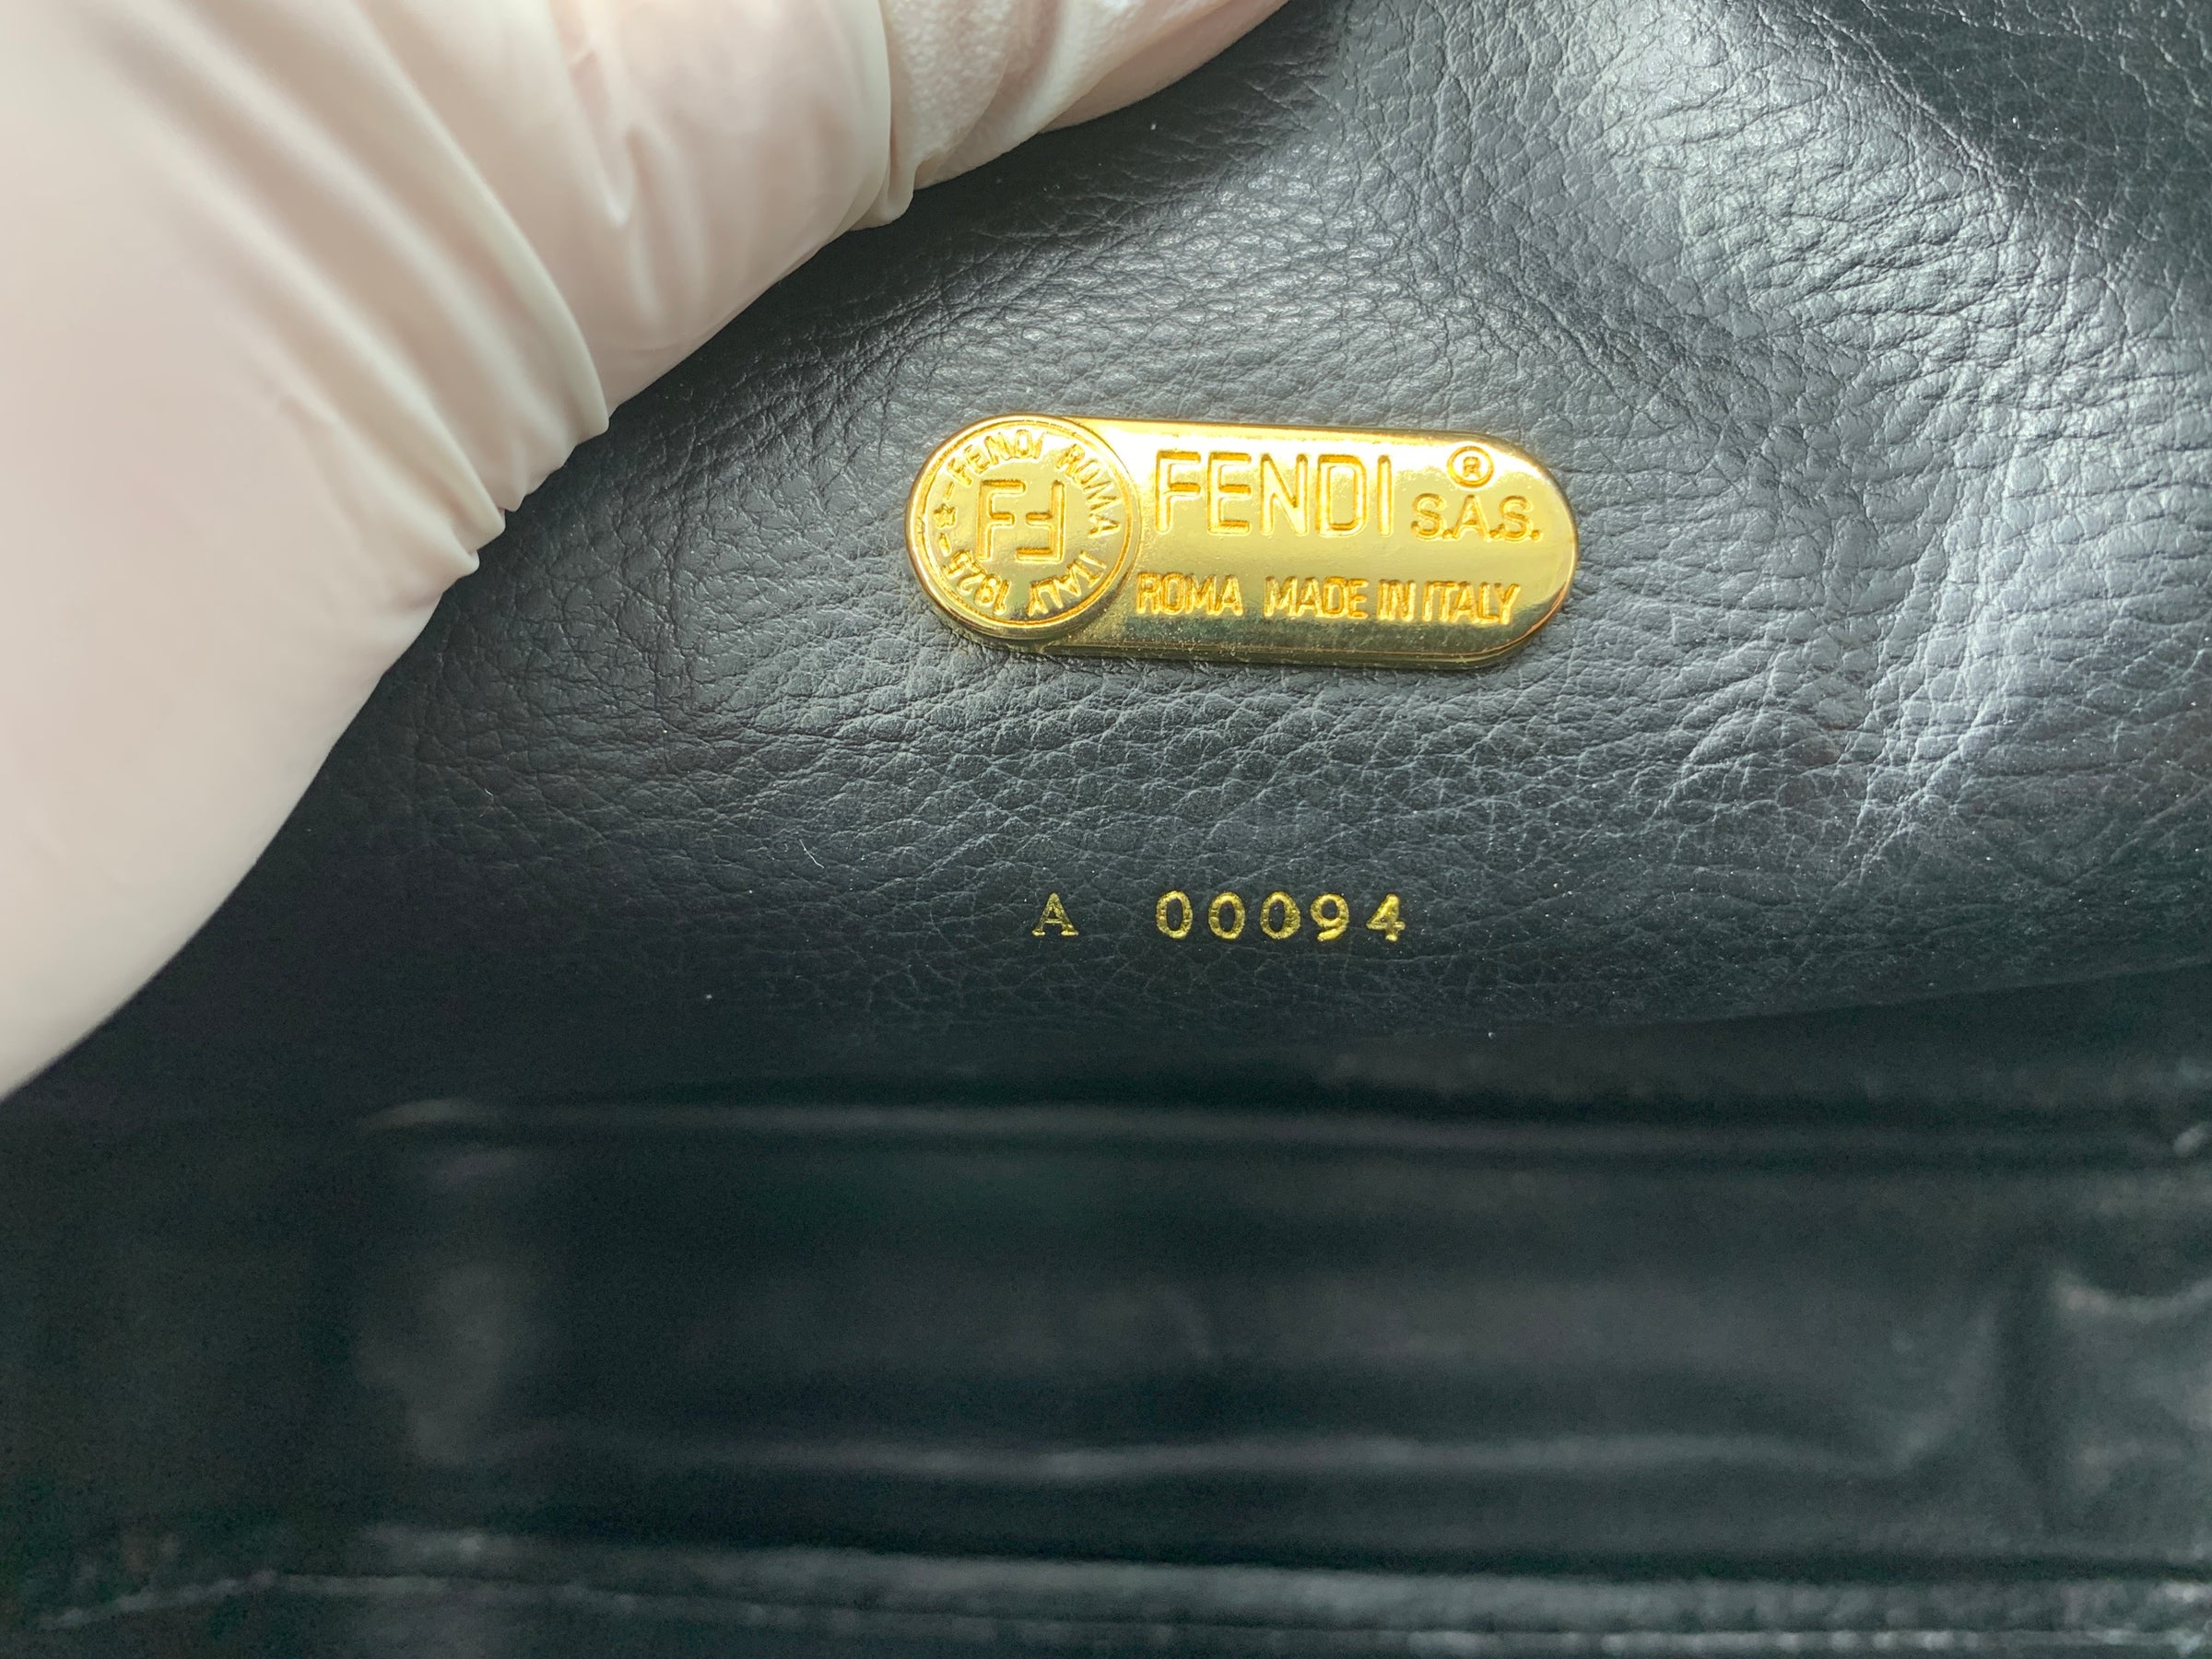 FENDI ROMA ITALY 1925
FF
FENDI ® S.A.S.
ROMA MADE IN ITALY
A 00094